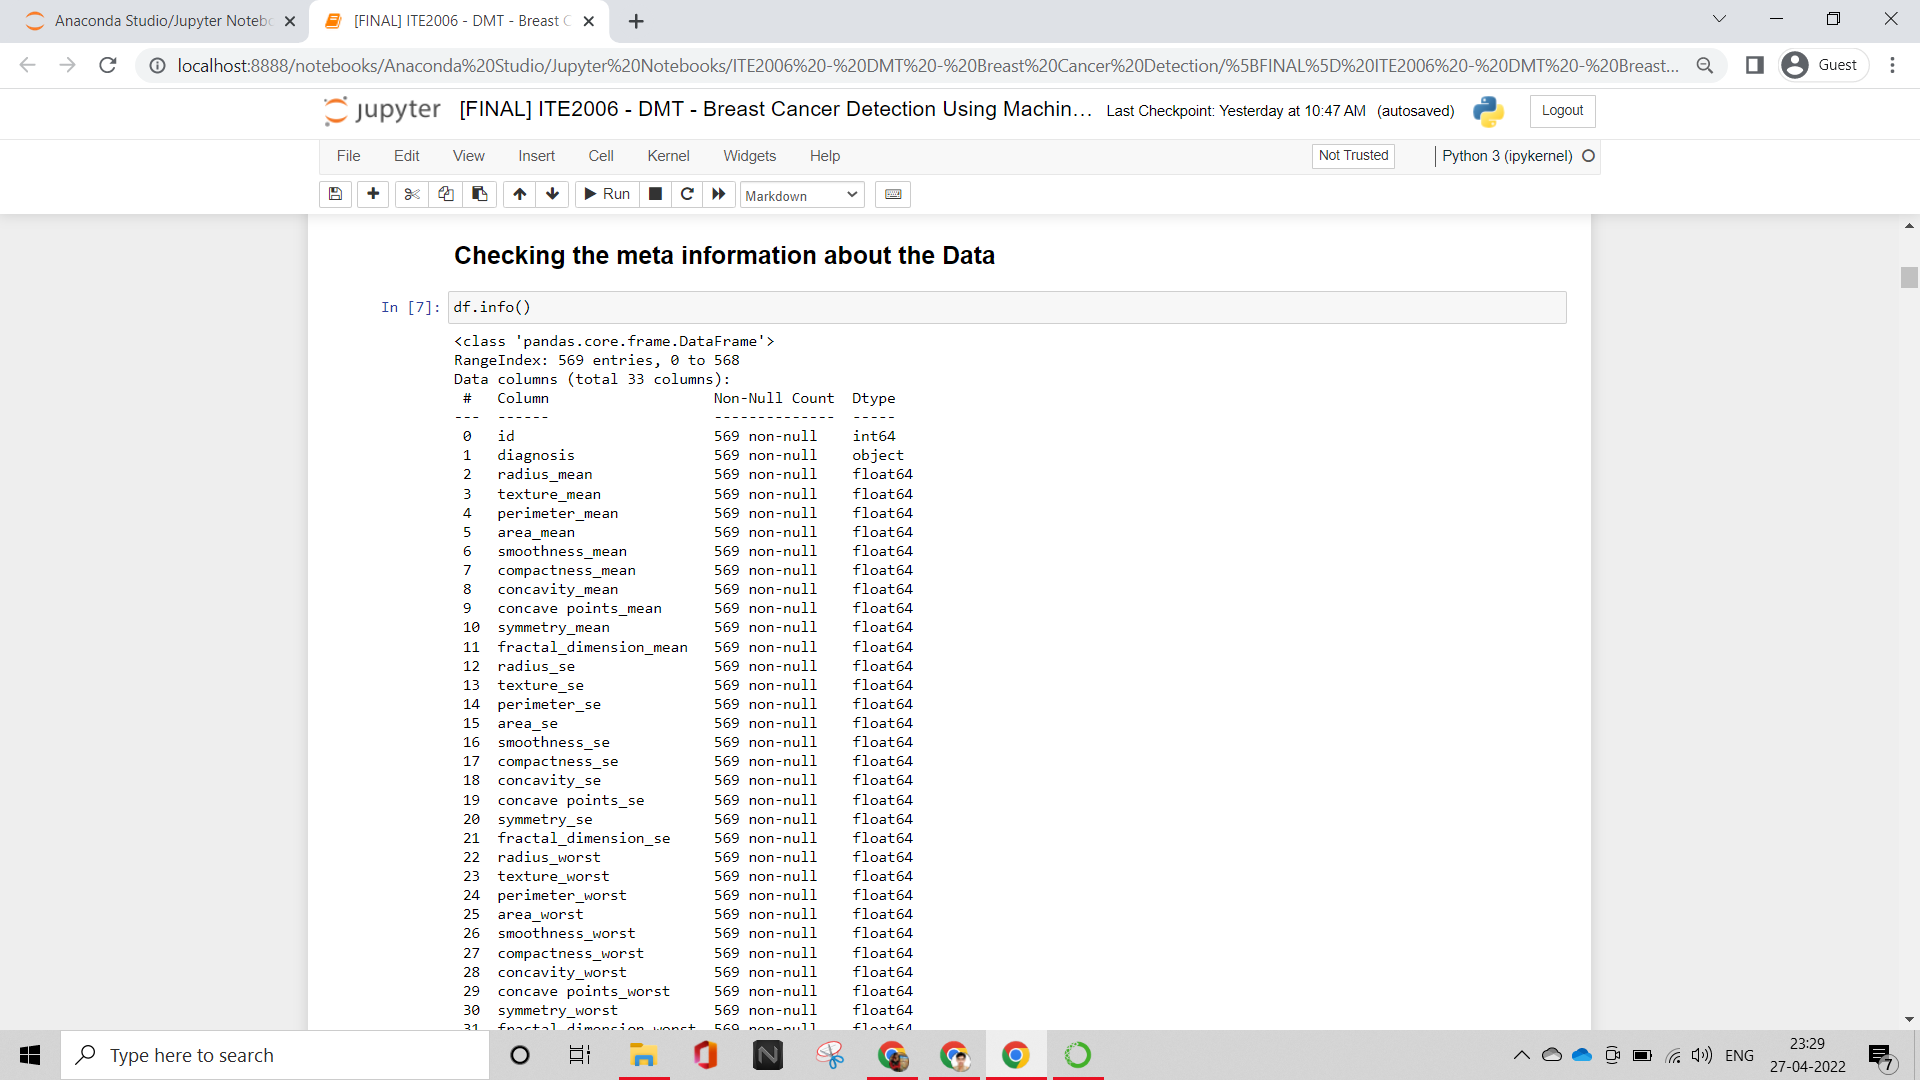 Anaconda Studio/Jupyter Noteb
[FINAL] ITE2006 - DMT - Breast C
localhost:8888/notebooks/Anaconda%20Studio/Jupyter%20Notebooks/ITE2006%20-%20DMT%20-%20Breast%20Cancer%20Detection/%5BFINAL%5D%20ITE2006%20-%20DMT%20-%20Breast...
Guest
jupyter
[FINAL] ITE2006 - DMT - Breast Cancer Detection Using Machin... Last Checkpoint: Yesterday at 10:47 AM (autosaved)
Logout
File Edit View Insert Cell Kernel Widgets Help
Not Trusted
Python 3 (ipykernel)
Run
Markdown
Checking the meta information about the Data
In [7]: df.info()
<class 'pandas.core.frame.DataFrame'>
RangeIndex: 569 entries, 0 to 568
Data columns (total 33 columns):
# Column Non-Null Count Dtype
--- ------ -------------- -----
0 id 569 non-null int64
1 diagnosis 569 non-null object
2 radius_mean 569 non-null float64
3 texture_mean 569 non-null float64
4 perimeter_mean 569 non-null float64
5 area_mean 569 non-null float64
6 smoothness_mean 569 non-null float64
7 compactness_mean 569 non-null float64
8 concavity_mean 569 non-null float64
9 concave points_mean 569 non-null float64
10 symmetry_mean 569 non-null float64
11 fractal_dimension_mean 569 non-null float64
12 radius_se 569 non-null float64
13 texture_se 569 non-null float64
14 perimeter_se 569 non-null float64
15 area_se 569 non-null float64
16 smoothness_se 569 non-null float64
17 compactness_se 569 non-null float64
18 concavity_se 569 non-null float64
19 concave points_se 569 non-null float64
20 symmetry_se 569 non-null float64
21 fractal_dimension_se 569 non-null float64
22 radius_worst 569 non-null float64
23 texture_worst 569 non-null float64
24 perimeter_worst 569 non-null float64
25 area_worst 569 non-null float64
26 smoothness_worst 569 non-null float64
27 compactness_worst 569 non-null float64
28 concavity_worst 569 non-null float64
29 concave points_worst 569 non-null float64
30 symmetry_worst 569 non-null float64
31 fractal_dimension_worst 569 non-null float64
Type here to search
N
ENG
23:29
27-04-2022
7